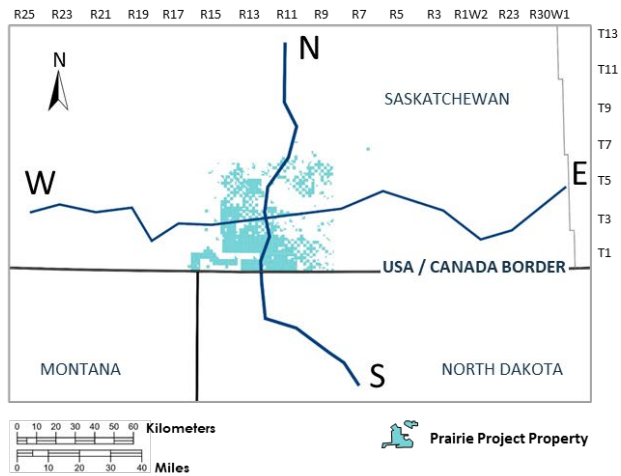 R25 R23 R21 R19 R17 R15 R13 R11 R9 R7 R5 R3 R1W2 R23 R30W1
T13
T11
T9
T7
T5
T3
T1
N
N
SASKATCHEWAN
W
E
USA / CANADA BORDER
MONTANA
S
NORTH DAKOTA
0 10 20 30 40 50 60 Kilometers
0 10 20 30 40 Miles
Prairie Project Property